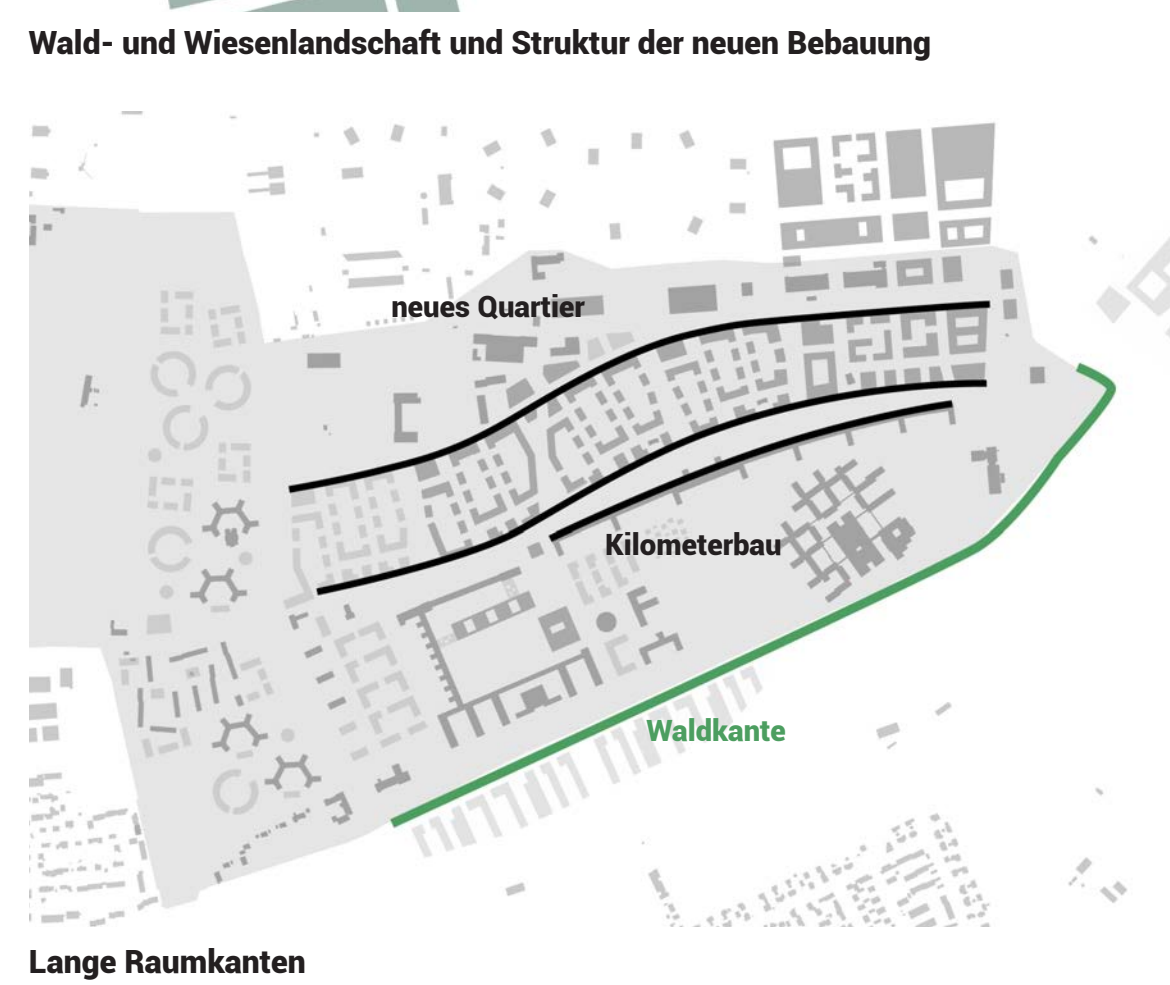 Wald- und Wiesenlandschaft und Struktur der neuen Bebauung
neues Quartier
Kilometerbau
Waldkante
Lange Raumkanten